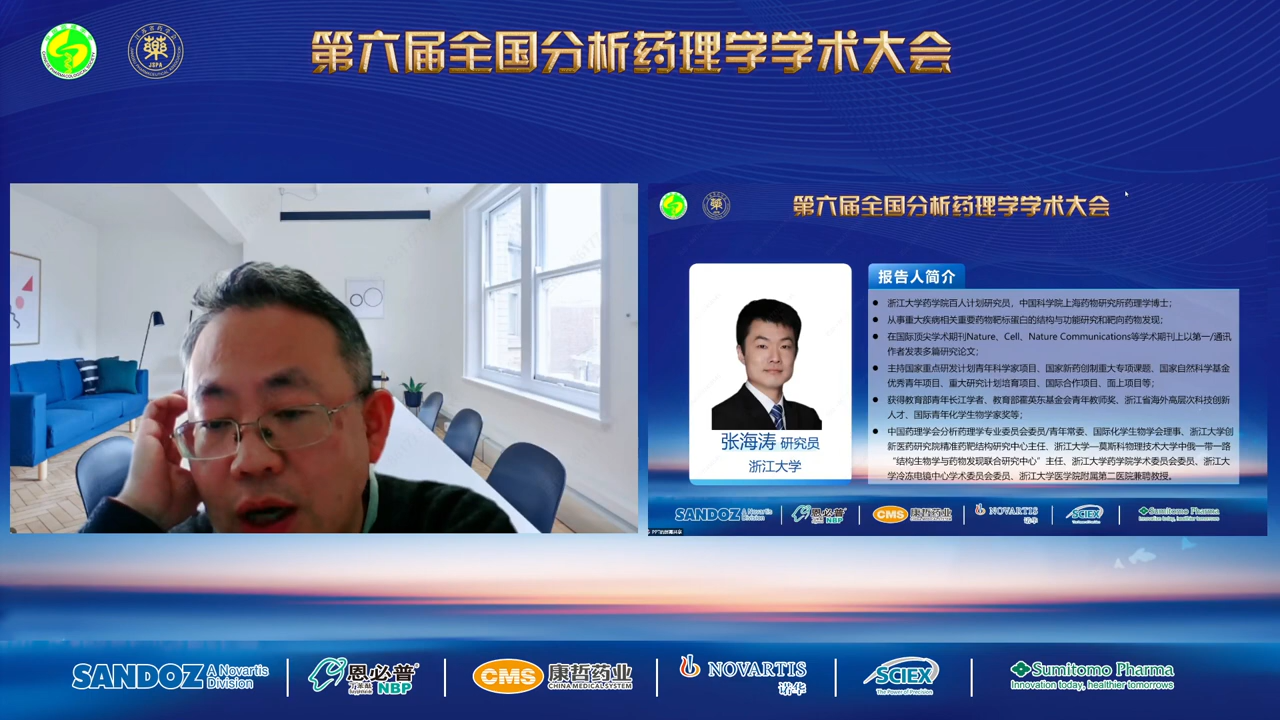 第六届全国分析药理学学术大会
JSPA
第六届全国分析药理学学术大会
报告人简介
浙江大学药学院百人计划研究员,中国科学院上海药物研究所药理学博士;
从事重大疾病相关重要药物靶标蛋白的结构与功能研究和靶向药物发现;
在国际顶尖学术期刊Nature、Cell、Nature Communications等学术期刊上以第一/通讯
作者发表多篇研究论文;
主持国家重点研发计划青年科学家项目、国家新药创制重大专项课题、国家自然科学基金
优秀青年项目、重大研究计划培育项目、国际合作项目、面上项目等;
获得教育部青年长江学者、教育部霍英东基金会青年教师奖、浙江省海外高层次科技创新
人才、国际青年化学生物学家奖等;
中国药理学会分析药理学专业委员会委员/青年常委、国际化学生物学会理事、浙江大学创
新医药研究院精准药靶结构研究中心主任、浙江大学—莫斯科物理技术大学中俄一带一路
“结构生物学与药物发现联合研究中心”主任、浙江大学药学院学术委员会委员、浙江大
学冷冻电镜中心学术委员会委员、浙江大学医学院附属第二医院兼聘教授。
张海涛 研究员
浙江大学
SANDOZ A Novartis
Division
恩必普
NBP
CMS 康哲药业
NOVARTIS
诺华
SCIEX
Sumitomo Pharma
Innovation today, healthier tomorrows
SANDOZ A Novartis
Division
恩必普
NBP
CMS 康哲药业
CHINA MEDICAL SYSTEM
NOVARTIS
诺华
SCIEX
The Power of Precision
Sumitomo Pharma
Innovation today, healthier tomorrows